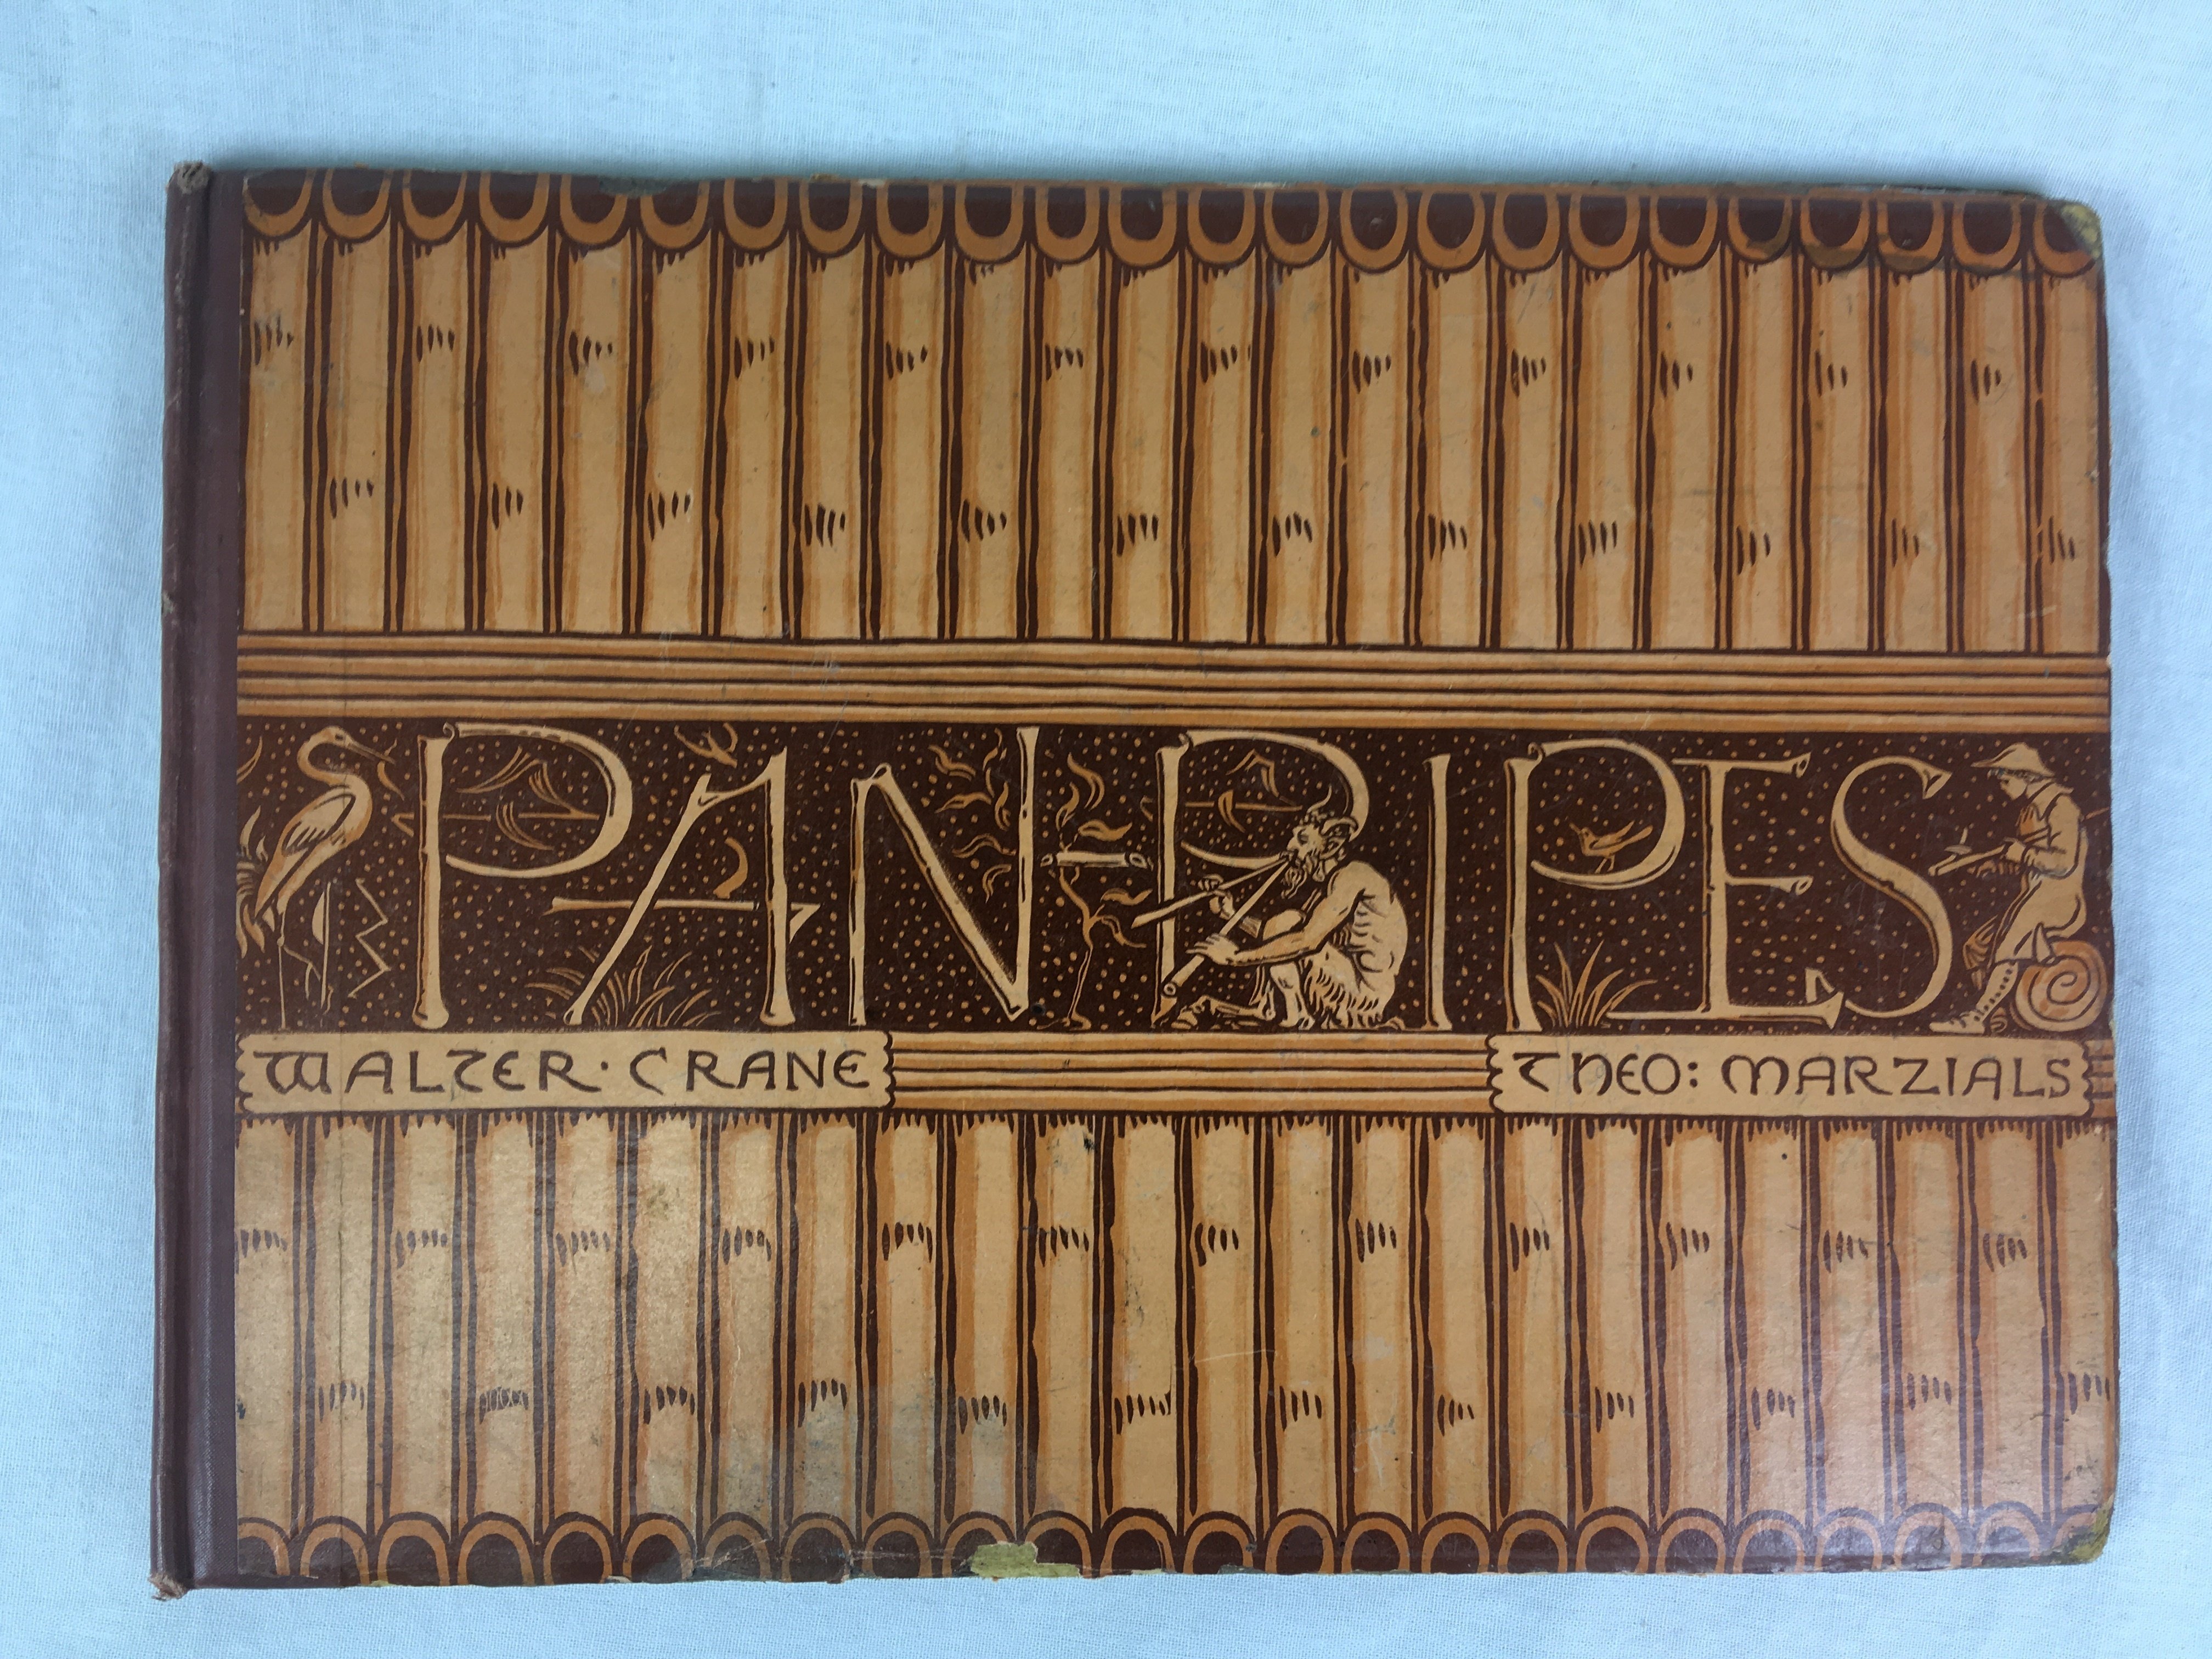 PAN-PIPES
WALTER · CRANE
THEO: MARZIALS